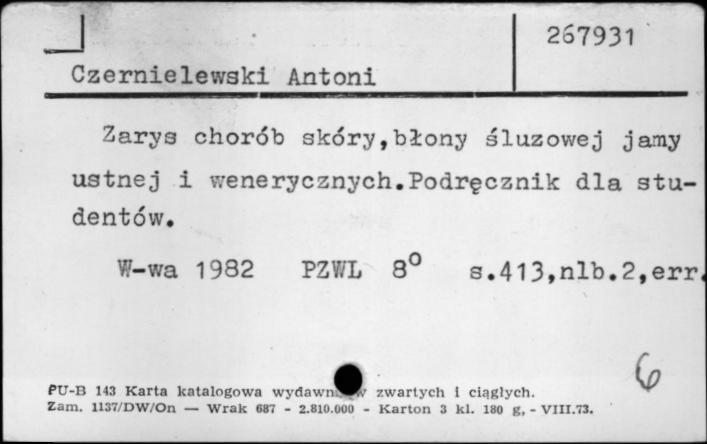 267931
Czernielewski Antoni
Zarys chorób skóry,błony śluzowej jamy
ustnej i wenerycznych.Podręcznik dla stu-
dentów.
W-wa 1982 PZWL 8° s.413,nlb.2,err.
6
PU-B 143 Karta katalogowa zwartych i ciągłych.
Zam. 1137/DW/On — Wrak 687 - 2.810.000 - Karton 3 kl. 180 g, - VIII.73.